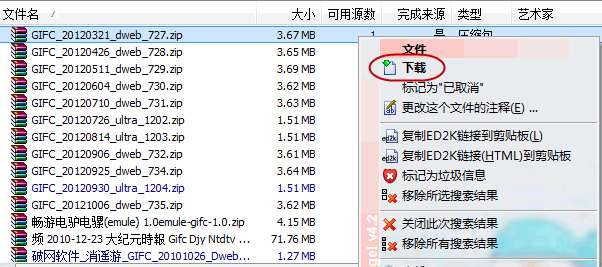 文件名 大小 可用源数 完成来源 类型 艺术家
GIFC_20120321_dweb_727.zip 3.67 MB 1 是 压缩包
GIFC_20120426_dweb_728.zip 3.65 MB
GIFC_20120511_dweb_729.zip 3.69 MB
GIFC_20120604_dweb_730.zip 3.62 MB
GIFC_20120710_dweb_731.zip 3.63 MB
GIFC_20120726_ultra_1202.zip 1.51 MB
GIFC_20120814_ultra_1203.zip 1.51 MB
GIFC_20120906_dweb_732.zip 3.61 MB
GIFC_20120925_dweb_734.zip 3.64 MB
GIFC_20120930_ultra_1204.zip 1.51 MB
GIFC_20121006_dweb_735.zip 3.62 MB
畅游电驴电骡(emule) 1.0emule-gifc-1.0.zip 4.15 MB
频 2010-12-23 大纪元時報 Gifc Djy Ntdtv ... 71.76 MB
破网软件_逍遥游_GIFC_20101026_Dweb... 1.27 MB
文件
下载
标记为"已取消"
更改这个文件的注释(E) ...
复制ED2K链接到剪贴板(L)
复制ED2K链接(HTML)到剪贴板
标记为垃圾信息
移除所选搜索结果
关闭此次搜索结果
移除所有搜索结果
gel v4.2